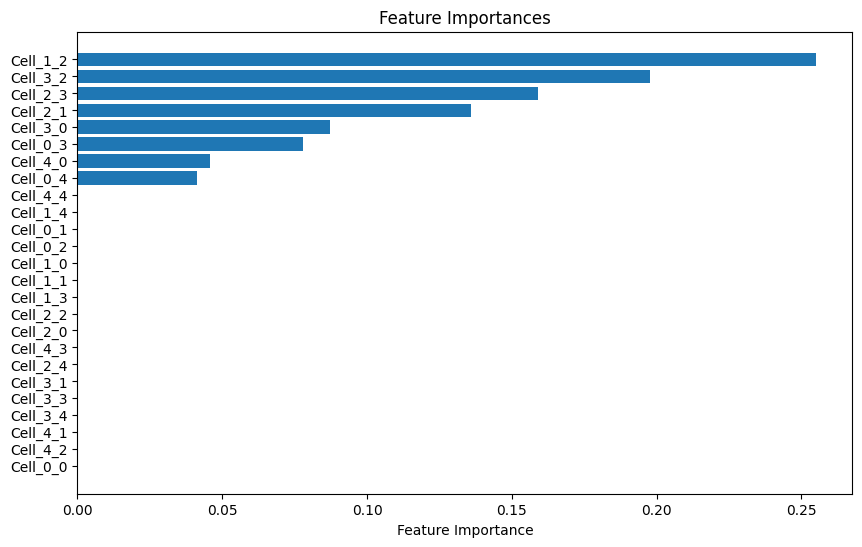 Feature Importances
Cell_1_2
Cell_3_2
Cell_2_3
Cell_2_1
Cell_3_0
Cell_0_3
Cell_4_0
Cell_0_4
Cell_4_4
Cell_1_4
Cell_0_1
Cell_0_2
Cell_1_0
Cell_1_1
Cell_1_3
Cell_2_2
Cell_2_0
Cell_4_3
Cell_2_4
Cell_3_1
Cell_3_3
Cell_3_4
Cell_4_1
Cell_4_2
Cell_0_0
0.00 0.05 0.10 0.15 0.20 0.25
Feature Importance